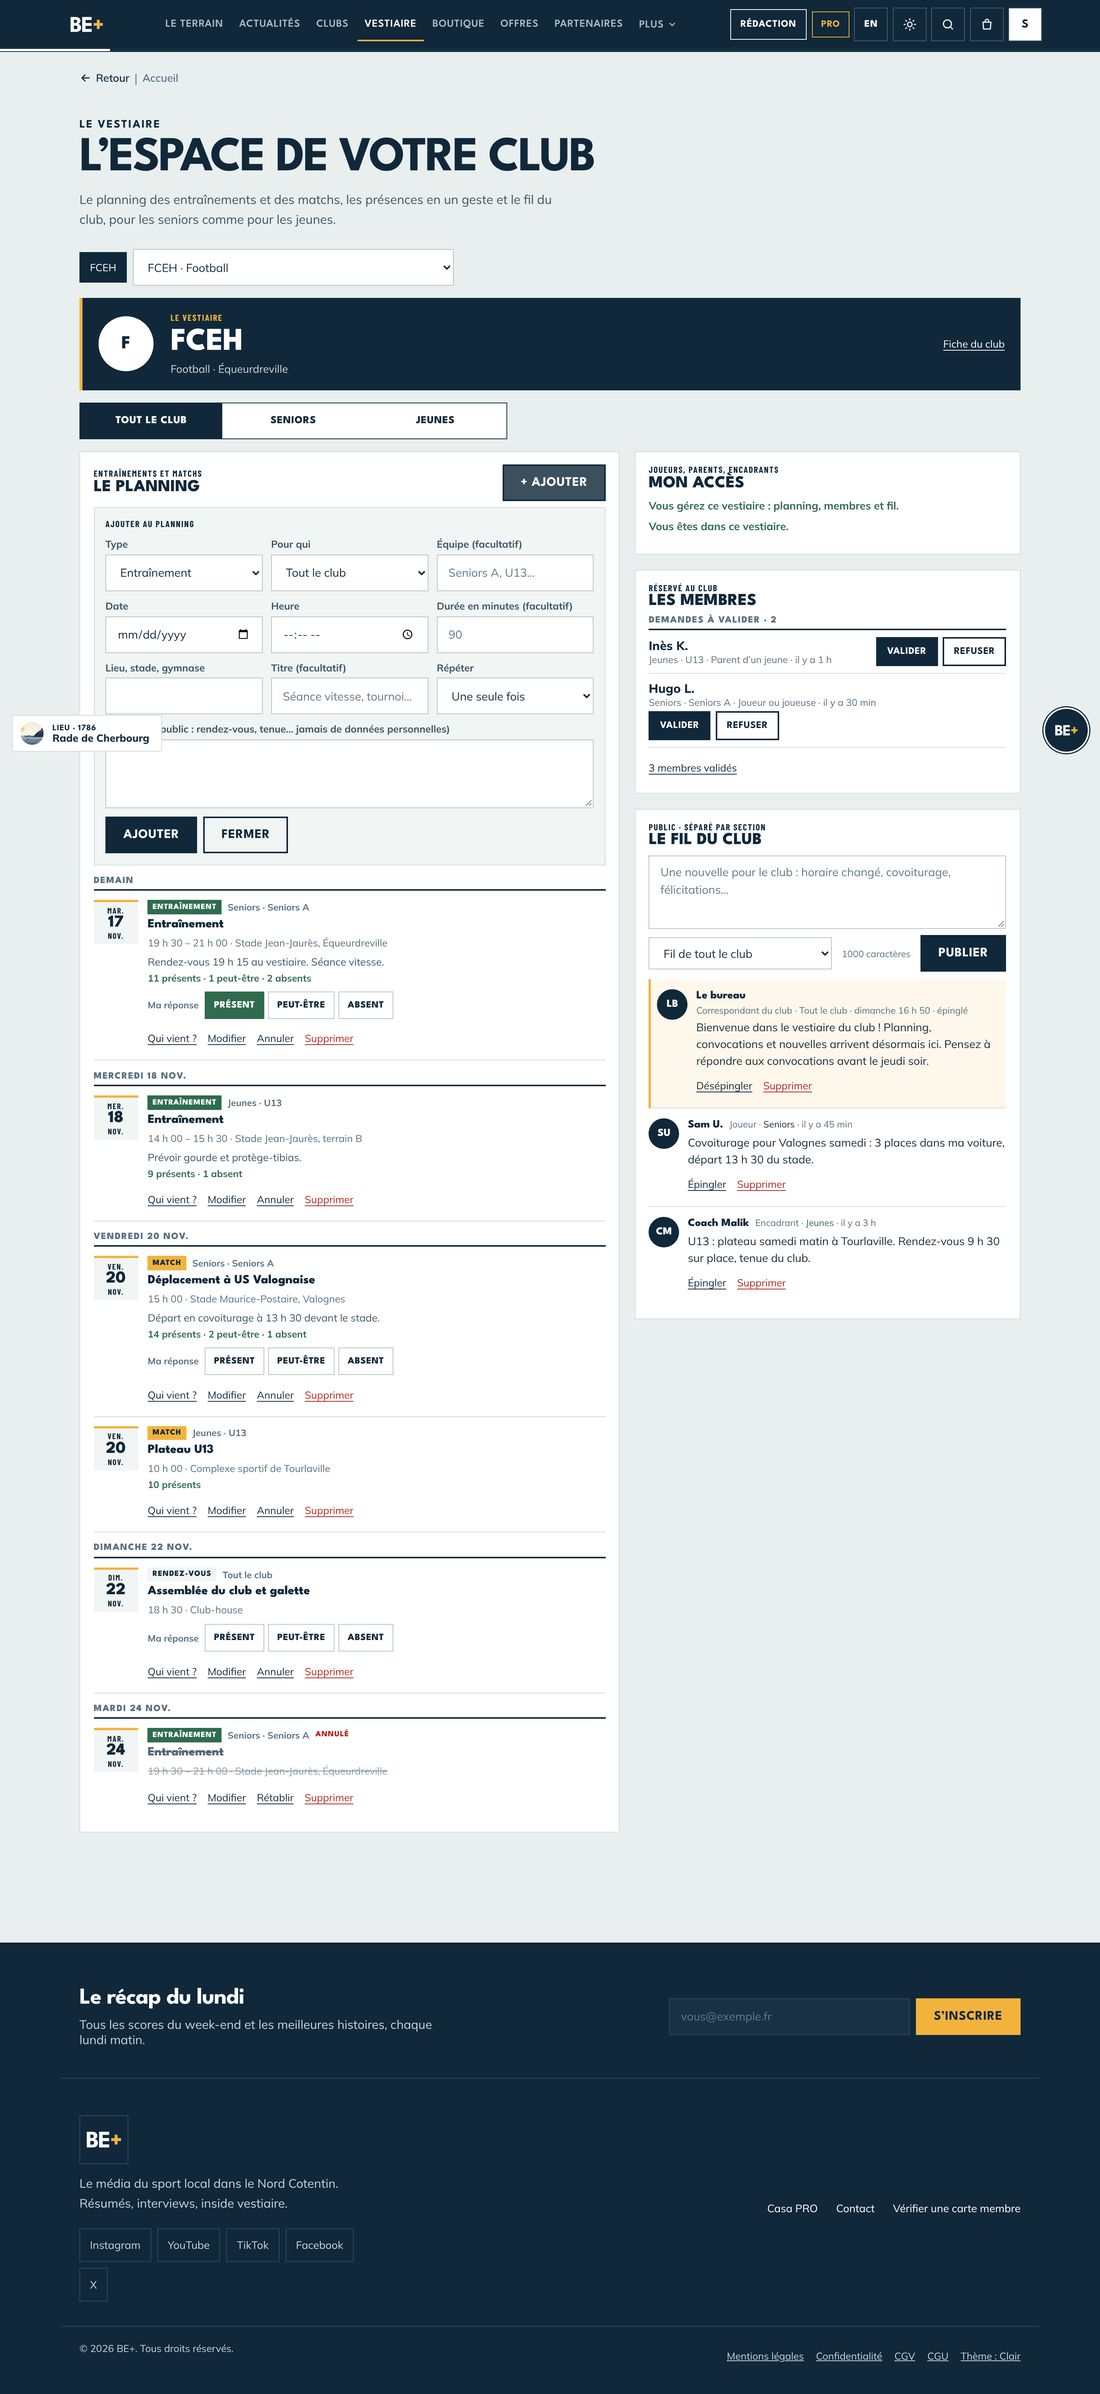 BE+
LE TERRAIN
ACTUALITÉS
CLUBS
VESTIAIRE
BOUTIQUE
OFFRES
PARTENAIRES
PLUS
RÉDACTION
PRO
EN
S
Retour | Accueil
LE VESTIAIRE
L’ESPACE DE VOTRE CLUB
Le planning des entraînements et des matchs, les présences en un geste et le fil du
club, pour les seniors comme pour les jeunes.
FCEH
FCEH · Football
F
LE VESTIAIRE
FCEH
Football · Équeurdreville
Fiche du club
TOUT LE CLUB
SENIORS
JEUNES
ENTRAÎNEMENTS ET MATCHS
LE PLANNING
+ AJOUTER
AJOUTER AU PLANNING
Type
Pour qui
Équipe (facultatif)
Entraînement
Tout le club
Seniors A, U13...
Date
Heure
Durée en minutes (facultatif)
mm/dd/yyyy
--:-- --
90
Lieu, stade, gymnase
Titre (facultatif)
Répéter
Séance vitesse, tournoi...
Une seule fois
LIEU · 1786
Rade de Cherbourg
public : rendez-vous, tenue... jamais de données personnelles)
AJOUTER
FERMER
DEMAIN
MAR.
17
NOV.
ENTRAÎNEMENT Seniors · Seniors A
Entraînement
19 h 30 – 21 h 00 · Stade Jean-Jaurès, Équeurdreville
Rendez-vous 19 h 15 au vestiaire. Séance vitesse.
11 présents · 1 peut-être · 2 absents
Ma réponse PRÉSENT PEUT-ÊTRE ABSENT
Qui vient ? Modifier Annuler Supprimer
MERCREDI 18 NOV.
MER.
18
NOV.
ENTRAÎNEMENT Jeunes · U13
Entraînement
14 h 00 – 15 h 30 · Stade Jean-Jaurès, terrain B
Prévoir gourde et protège-tibias.
9 présents · 1 absent
Qui vient ? Modifier Annuler Supprimer
VENDREDI 20 NOV.
VEN.
20
NOV.
MATCH Seniors · Seniors A
Déplacement à US Valognaise
15 h 00 · Stade Maurice-Postaire, Valognes
Départ en covoiturage à 13 h 30 devant le stade.
14 présents · 2 peut-être · 1 absent
Ma réponse PRÉSENT PEUT-ÊTRE ABSENT
Qui vient ? Modifier Annuler Supprimer
VEN.
20
NOV.
MATCH Jeunes · U13
Plateau U13
10 h 00 · Complexe sportif de Tourlaville
10 présents
Qui vient ? Modifier Annuler Supprimer
DIMANCHE 22 NOV.
DIM.
22
NOV.
RENDEZ-VOUS Tout le club
Assemblée du club et galette
18 h 30 · Club-house
Ma réponse PRÉSENT PEUT-ÊTRE ABSENT
Qui vient ? Modifier Annuler Supprimer
MARDI 24 NOV.
MAR.
24
NOV.
ENTRAÎNEMENT Seniors · Seniors A ANNULÉ
Entraînement
19 h 30 – 21 h 00 · Stade Jean-Jaurès, Équeurdreville
Qui vient ? Modifier Rétablir Supprimer
JOUEURS, PARENTS, ENCADRANTS
MON ACCÈS
Vous gérez ce vestiaire : planning, membres et fil.
Vous êtes dans ce vestiaire.
RÉSERVÉ AU CLUB
LES MEMBRES
DEMANDES À VALIDER · 2
Inès K.
Jeunes · U13 · Parent d’un jeune · il y a 1 h
VALIDER
REFUSER
Hugo L.
Seniors · Seniors A · Joueur ou joueuse · il y a 30 min
VALIDER
REFUSER
3 membres validés
BE+
PUBLIC · SÉPARÉ PAR SECTION
LE FIL DU CLUB
Une nouvelle pour le club : horaire changé, covoiturage,
félicitations...
Fil de tout le club
1000 caractères
PUBLIER
LB
Le bureau
Correspondant du club · Tout le club · dimanche 16 h 50 · épinglé
Bienvenue dans le vestiaire du club ! Planning,
convocations et nouvelles arrivent désormais ici. Pensez à
répondre aux convocations avant le jeudi soir.
Désépingler Supprimer
SU
Sam U. Joueur · Seniors · il y a 45 min
Covoiturage pour Valognes samedi : 3 places dans ma voiture,
départ 13 h 30 du stade.
Épingler Supprimer
CM
Coach Malik Encadrant · Jeunes · il y a 3 h
U13 : plateau samedi matin à Tourlaville. Rendez-vous 9 h 30
sur place, tenue du club.
Épingler Supprimer
Le récap du lundi
Tous les scores du week-end et les meilleures histoires, chaque
lundi matin.
vous@exemple.fr
S’INSCRIRE
BE+
Le média du sport local dans le Nord Cotentin.
Résumés, interviews, inside vestiaire.
Instagram
YouTube
TikTok
Facebook
X
Casa PRO
Contact
Vérifier une carte membre
© 2026 BE+. Tous droits réservés.
Mentions légales
Confidentialité
CGV
CGU
Thème : Clair